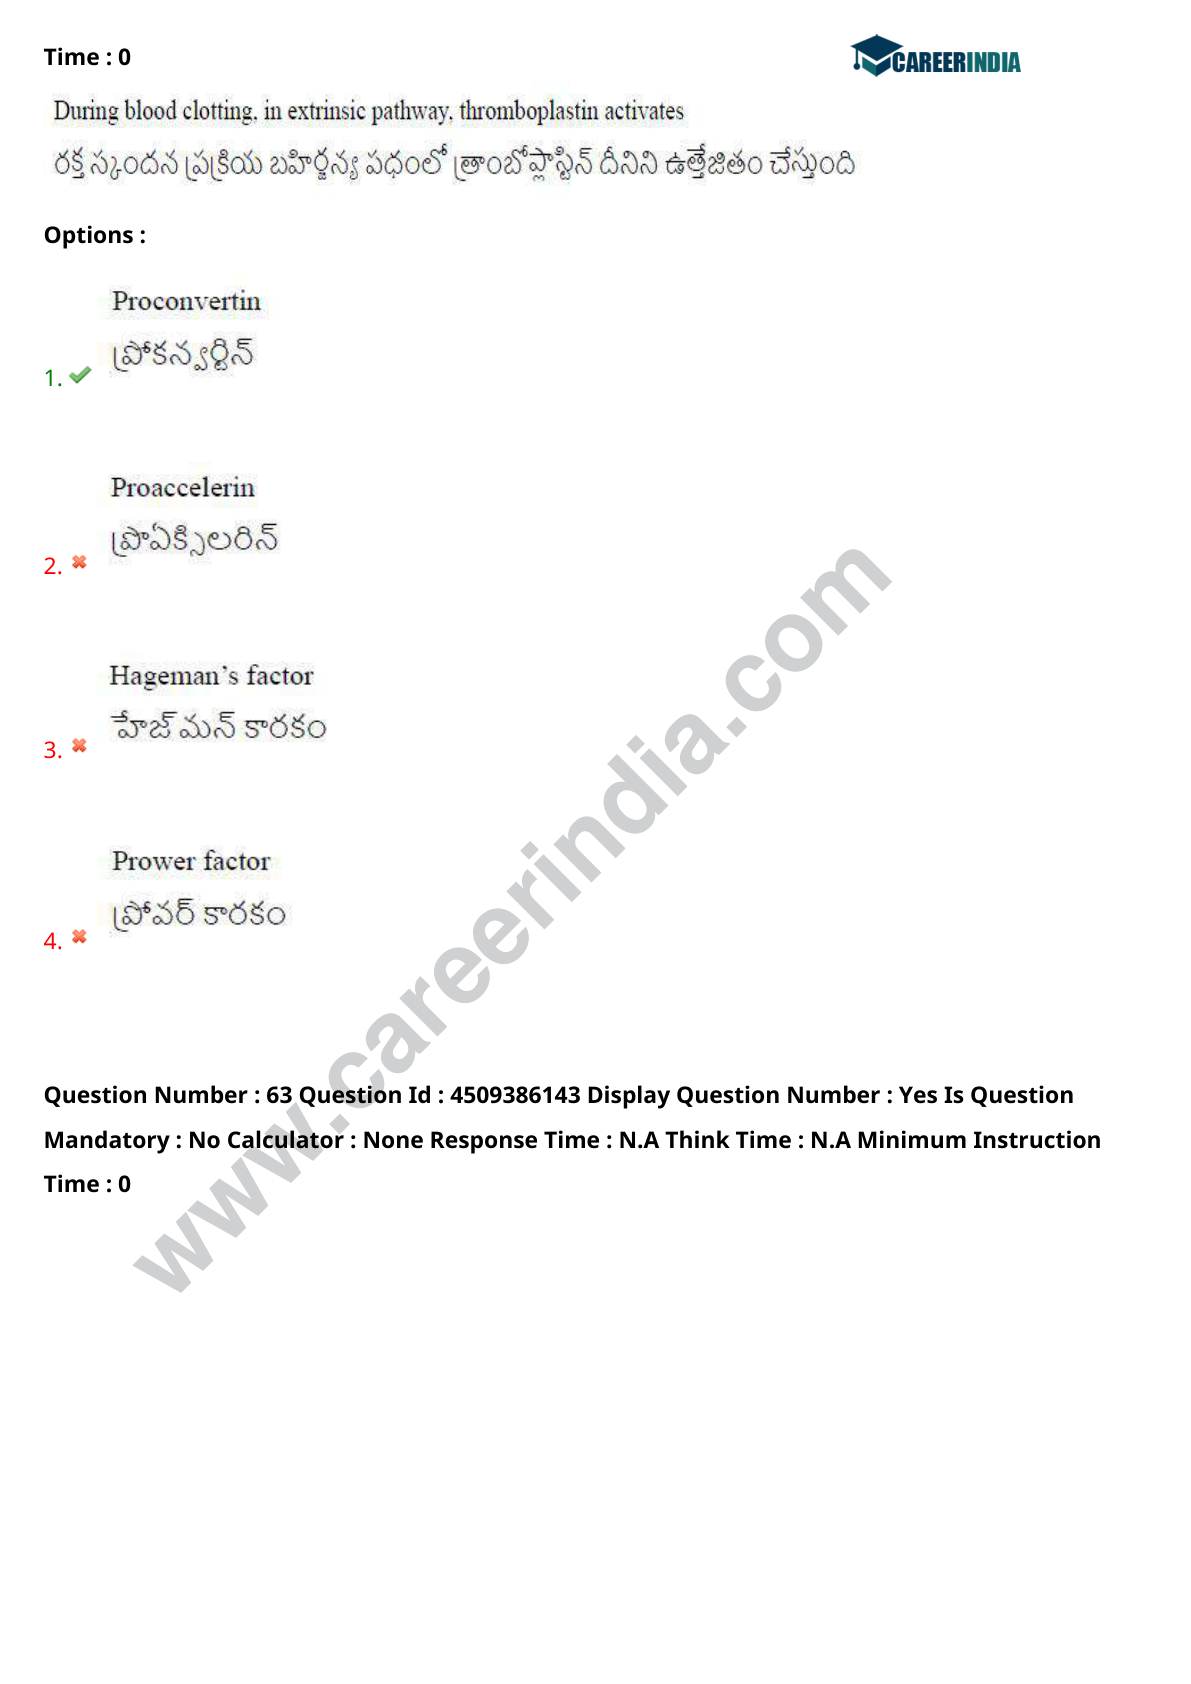 Time : 0
CAREERINDIA
During blood clotting, in extrinsic pathway, thromboplastin activates
రక్త స్కందన ప్రక్రియ బహిర్జన్య పధంలో త్రాంబోప్లాస్టిన్ దీనిని ఉత్తేజితం చేస్తుంది
Options :
Proconvertin
ప్రోకన్వర్టిన్
1.
Proaccelerin
ప్రొఏక్సిలరిన్
2.
Hageman's factor
హేజ్ మన్ కారకం
3.
Prower factor
ప్రోవర్ కారకం
4.
www.careerindia.com
Question Number : 63 Question Id : 4509386143 Display Question Number : Yes Is Question
Mandatory : No Calculator : None Response Time : N.A Think Time : N.A Minimum Instruction
Time : 0